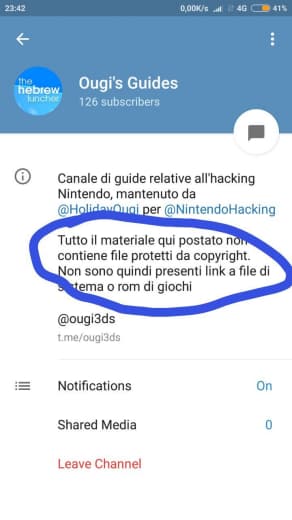 23:42
0,00K/s 4G 41%
the
hebrew
luncher
Ougi's Guides
126 subscribers
Canale di guide relative all'hacking
Nintendo, mantenuto da
@HolidayOugi per @NintendoHacking
Tutto il materiale qui postato non
contiene file protetti da copyright.
Non sono quindi presenti link a file di
sistema o rom di giochi
@ougi3ds
t.me/ougi3ds
Notifications On
Shared Media 0
Leave Channel